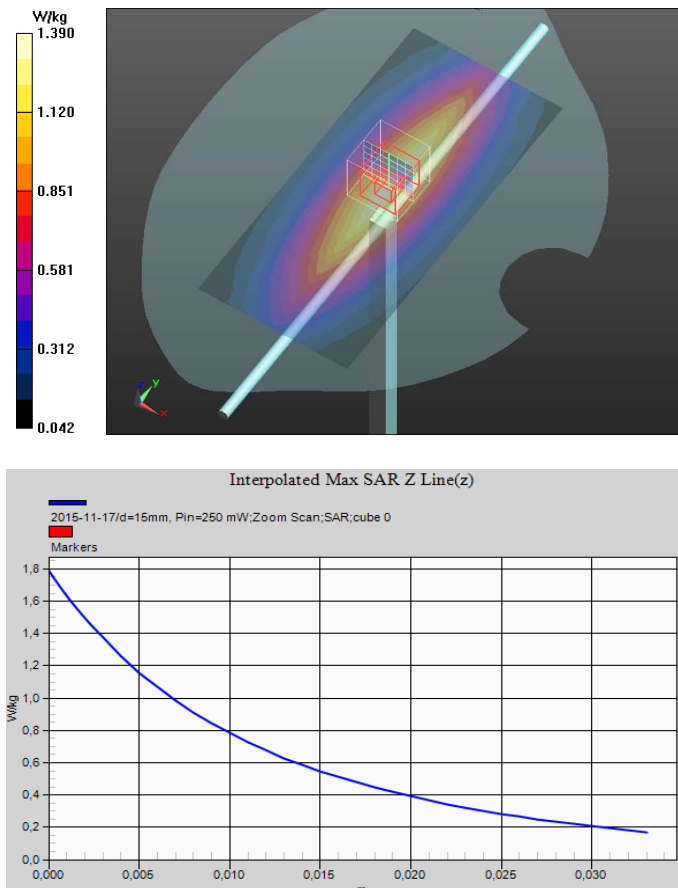 W/kg
1.390
1.120
0.851
0.581
0.312
0.042
z
y
x
Interpolated Max SAR Z Line(z)
2015-11-17/d=15mm, Pin=250 mW;Zoom Scan;SAR;cube 0
Markers
W/kg
1,8
1,6
1,4
1,2
1,0
0,8
0,6
0,4
0,2
0,0
0,000 0,005 0,010 0,015 0,020 0,025 0,030